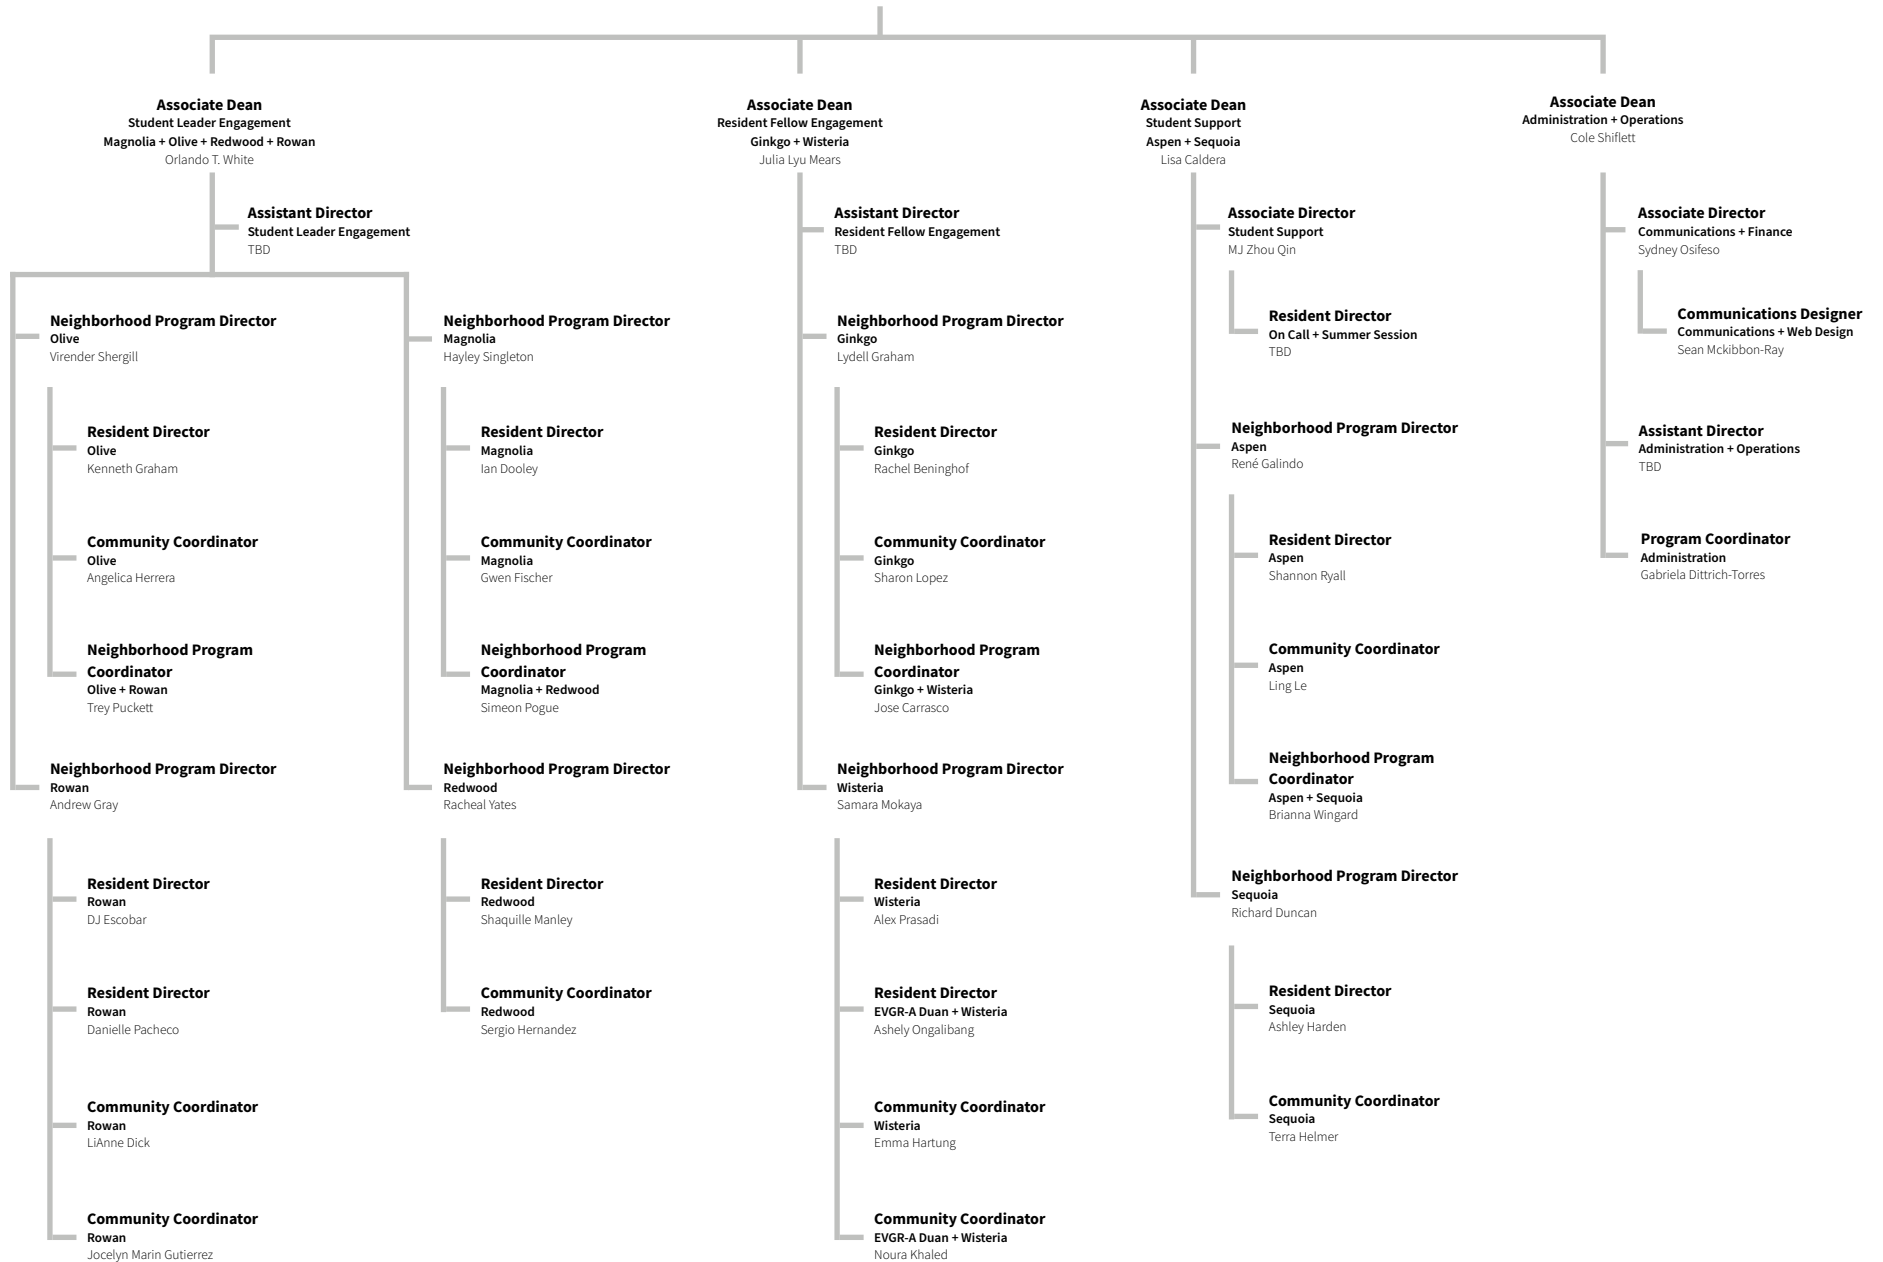 Associate Dean
Student Leader Engagement
Magnolia + Olive + Redwood + Rowan
Orlando T. White
Assistant Director
Student Leader Engagement
TBD
Neighborhood Program Director
Olive
Virender Shergill
Resident Director
Olive
Kenneth Graham
Community Coordinator
Olive
Angelica Herrera
Neighborhood Program
Coordinator
Olive + Rowan
Trey Puckett
Neighborhood Program Director
Rowan
Andrew Gray
Resident Director
Rowan
DJ Escobar
Resident Director
Rowan
Danielle Pacheco
Community Coordinator
Rowan
LiAnne Dick
Community Coordinator
Rowan
Jocelyn Marin Gutierrez
Neighborhood Program Director
Magnolia
Hayley Singleton
Resident Director
Magnolia
Ian Dooley
Community Coordinator
Magnolia
Gwen Fischer
Neighborhood Program
Coordinator
Magnolia + Redwood
Simeon Pogue
Neighborhood Program Director
Redwood
Racheal Yates
Resident Director
Redwood
Shaquille Manley
Community Coordinator
Redwood
Sergio Hernandez
Associate Dean
Resident Fellow Engagement
Ginkgo + Wisteria
Julia Lyu Mears
Assistant Director
Resident Fellow Engagement
TBD
Neighborhood Program Director
Ginkgo
Lydell Graham
Resident Director
Ginkgo
Rachel Beninghof
Community Coordinator
Ginkgo
Sharon Lopez
Neighborhood Program
Coordinator
Ginkgo + Wisteria
Jose Carrasco
Neighborhood Program Director
Wisteria
Samara Mokaya
Resident Director
Wisteria
Alex Prasadi
Resident Director
EVGR-A Duan + Wisteria
Ashely Ongalibang
Community Coordinator
Wisteria
Emma Hartung
Community Coordinator
EVGR-A Duan + Wisteria
Noura Khaled
Associate Dean
Student Support
Aspen + Sequoia
Lisa Caldera
Associate Director
Student Support
MJ Zhou Qin
Resident Director
On Call + Summer Session
TBD
Neighborhood Program Director
Aspen
René Galindo
Resident Director
Aspen
Shannon Ryall
Community Coordinator
Aspen
Ling Le
Neighborhood Program
Coordinator
Aspen + Sequoia
Brianna Wingard
Neighborhood Program Director
Sequoia
Richard Duncan
Resident Director
Sequoia
Ashley Harden
Community Coordinator
Sequoia
Terra Helmer
Associate Dean
Administration + Operations
Cole Shiflett
Associate Director
Communications + Finance
Sydney Osifeso
Communications Designer
Communications + Web Design
Sean Mckibbon-Ray
Assistant Director
Administration + Operations
TBD
Program Coordinator
Administration
Gabriela Dittrich-Torres